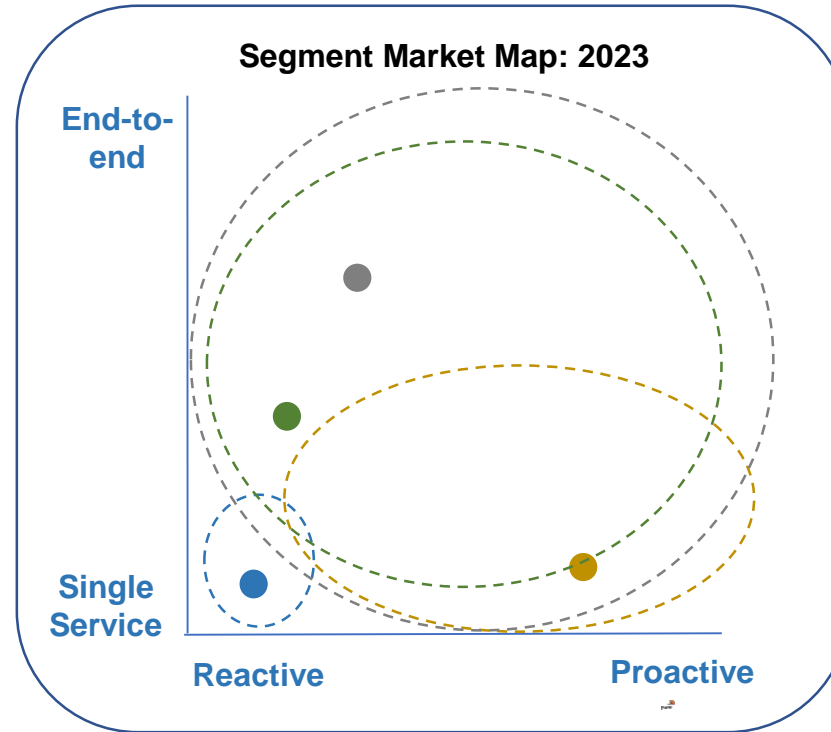 Segment Market Map: 2023
End-to-
end
Single
Service
Reactive
Proactive